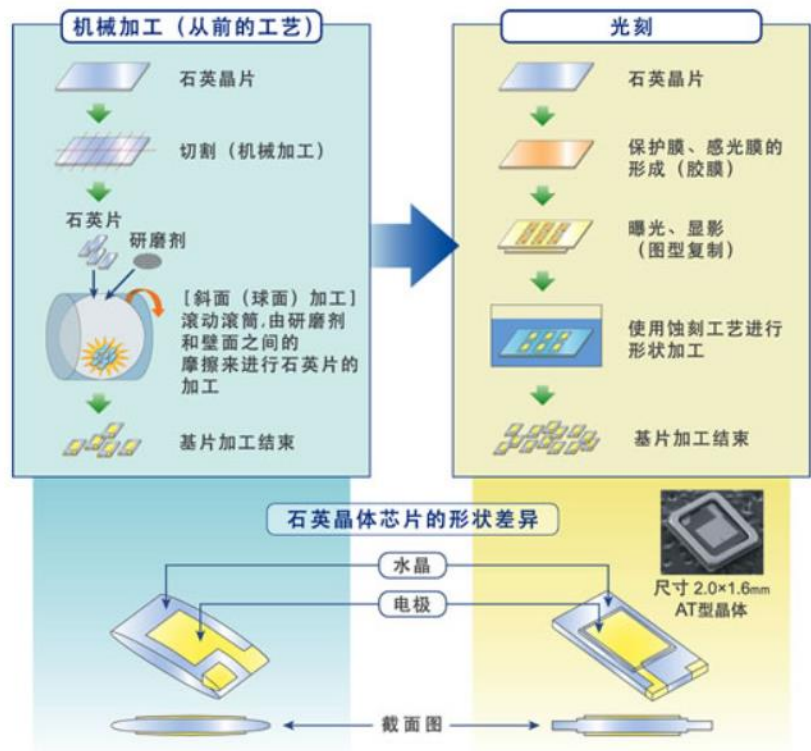 机械加工（从前的工艺）
石英晶片
切割（机械加工）
石英片
研磨剂
[斜面（球面）加工]
滚动滚筒,由研磨剂
和壁面之间的
摩擦来进行石英片的
加工
基片加工结束
光刻
石英晶片
保护膜、感光膜的
形成（胶膜）
曝光、显影
（图型复制）
使用蚀刻工艺进行
形状加工
基片加工结束
石英晶体芯片的形状差异
水晶
电极
尺寸 2.0×1.6mm
AT型晶体
截面图